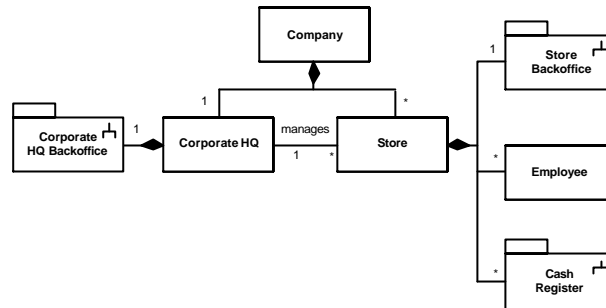 Company
1
Store
Backoffice
1
*
Corporate
HQ Backoffice
1
Corporate HQ
manages
1
*
Store
*
Employee
*
Cash
Register